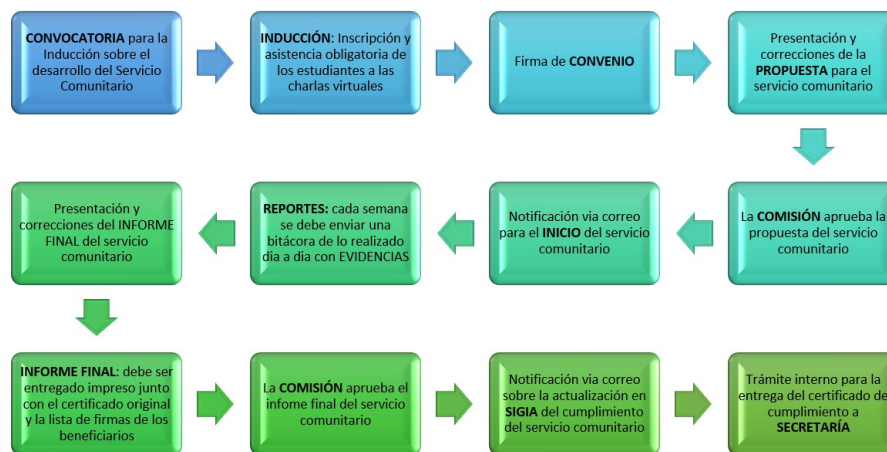 CONVOCATORIA para la
Inducción sobre el
desarrollo del Servicio
Comunitario
INDUCCIÓN: Inscripción y
asistencia obligatoria de
los estudiantes a las
charlas virtuales
Firma de CONVENIO
Presentación y
correcciones de la
PROPUESTA para el
servicio comunitario
La COMISIÓN aprueba la
propuesta del servicio
comunitario
Notificación via correo
para el INICIO del servicio
comunitario
REPORTES: cada semana
se debe enviar una
bitácora de lo realizado
dia a dia con EVIDENCIAS
Presentación y
correcciones del INFORME
FINAL del servicio
comunitario
INFORME FINAL: debe ser
entregado impreso junto
con el certificado original
y la lista de firmas de los
beneficiarios
La COMISIÓN aprueba el
infome final del servicio
comunitario
Notificación via correo
sobre la actualización en
SIGIA del cumplimiento
del servicio comunitario
Trámite interno para la
entrega del certificado de
cumplimiento a
SECRETARÍA